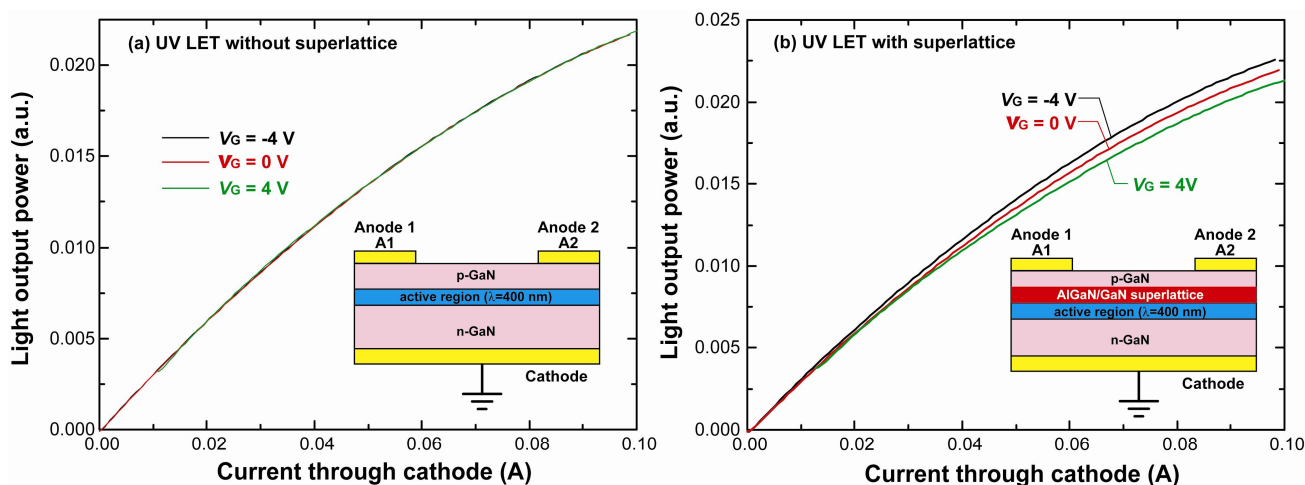 (a) UV LET without superlattice
Light output power (a.u.)
0.020
0.015
0.010
0.005
0.000
VG = -4 V
VG = 0 V
VG = 4 V
Anode 1
A1
Anode 2
A2
p-GaN
active region (λ=400 nm)
n-GaN
Cathode
0.00 0.02 0.04 0.06 0.08 0.10
Current through cathode (A)
(b) UV LET with superlattice
Light output power (a.u.)
0.025
0.020
0.015
0.010
0.005
0.000
VG = -4 V
VG = 0 V
VG = 4V
Anode 1
A1
Anode 2
A2
p-GaN
AlGaN/GaN superlattice
active region (λ=400 nm)
n-GaN
Cathode
0.00 0.02 0.04 0.06 0.08 0.10
Current through cathode (A)